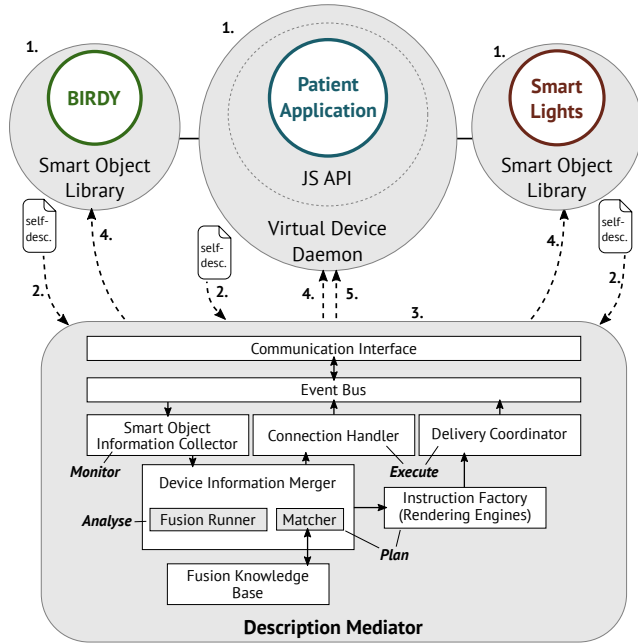 1.
1.
1.
BIRDY
Patient
Application
Smart
Lights
Smart Object
Library
JS API
Smart Object
Library
Virtual Device
Daemon
self-
desc.
4.
self-
desc.
4.
self-
desc.
2.
2.
4.
5.
2.
3.
Communication Interface
Event Bus
Smart Object
Information Collector
Connection Handler
Delivery Coordinator
Monitor
Execute
Device Information Merger
Instruction Factory
(Rendering Engines)
Analyse
Fusion Runner
Matcher
Plan
Fusion Knowledge
Base
Description Mediator